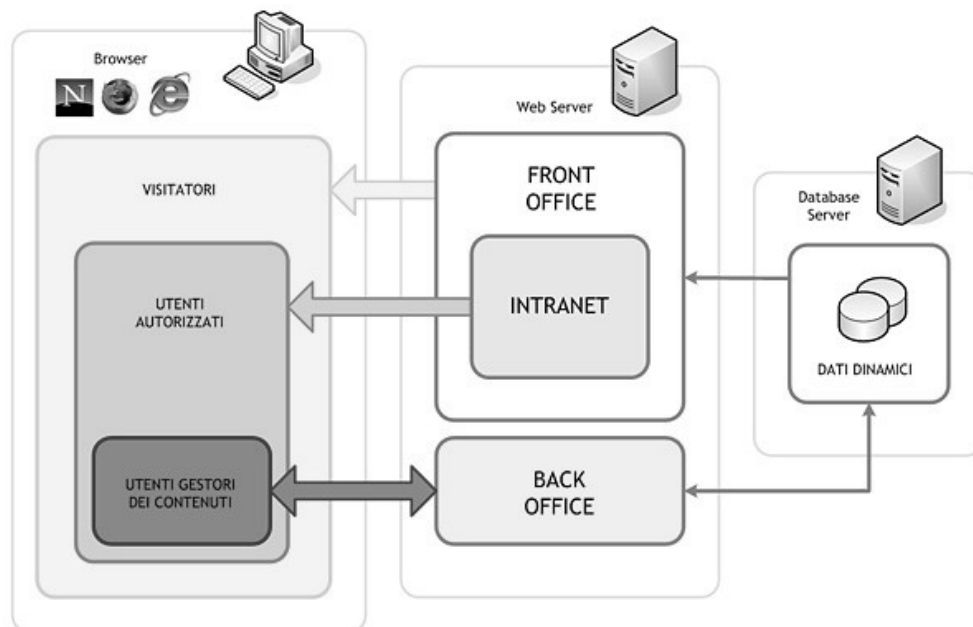 Browser
N
Web Server
Database
Server
VISITATORI
UTENTI
AUTORIZZATI
UTENTI GESTORI
DEI CONTENUTI
FRONT
OFFICE
INTRANET
BACK
OFFICE
DATI DINAMICI